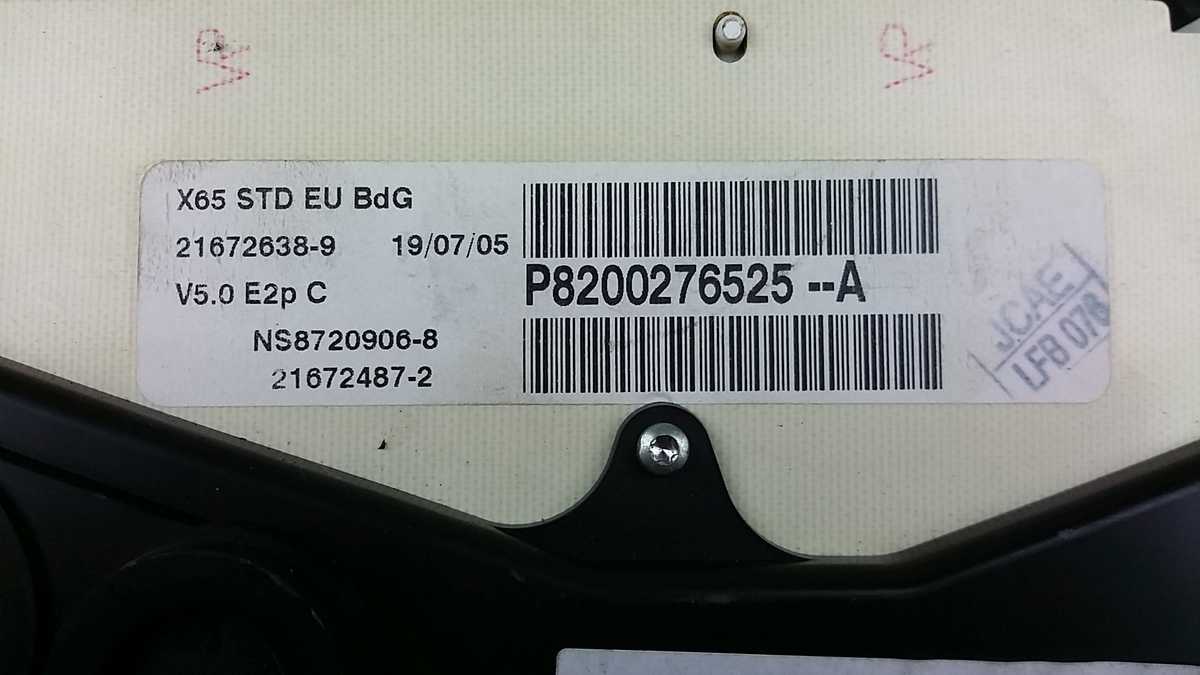 VP
VP
X65 STD EU BdG
21672638-9 19/07/05
V5.0 E2p C
NS8720906-8
21672487-2
P8200276525 --A
JCAE
LFB 078